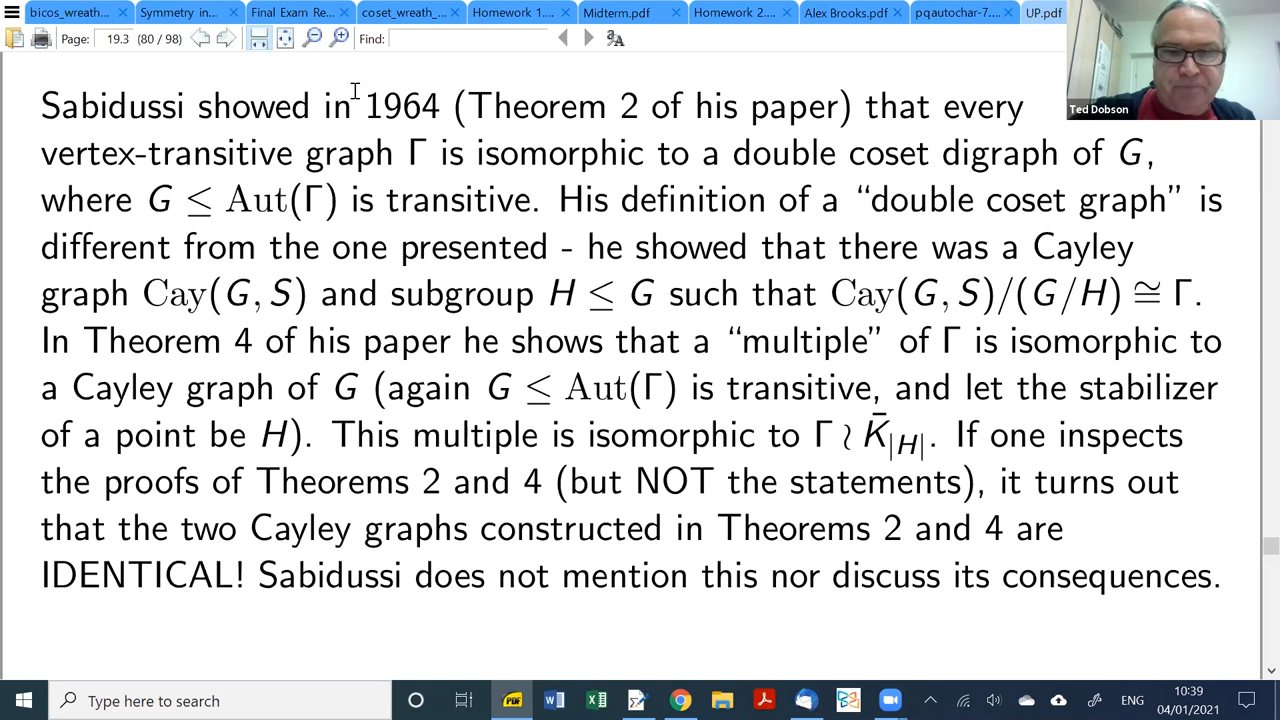 bicos_wreath... Symmetry in... Final Exam Re... coset_wreath_... Homework 1.... Midterm.pdf Homework 2.... Alex Brooks.pdf pqautochar-7.... UP.pdf
Page: 19.3 (80 / 98) Find:
Ted Dobson
Sabidussi showed in 1964 (Theorem 2 of his paper) that every
vertex-transitive graph Γ is isomorphic to a double coset digraph of G,
where G ≤ Aut(Γ) is transitive. His definition of a “double coset graph” is
different from the one presented - he showed that there was a Cayley
graph Cay(G, S) and subgroup H ≤ G such that Cay(G, S)/(G/H) ≅ Γ.
In Theorem 4 of his paper he shows that a “multiple” of Γ is isomorphic to
a Cayley graph of G (again G ≤ Aut(Γ) is transitive, and let the stabilizer
of a point be H). This multiple is isomorphic to Γ ≀ K̄|H|. If one inspects
the proofs of Theorems 2 and 4 (but NOT the statements), it turns out
that the two Cayley graphs constructed in Theorems 2 and 4 are
IDENTICAL! Sabidussi does not mention this nor discuss its consequences.
Type here to search
ENG
10:39
04/01/2021